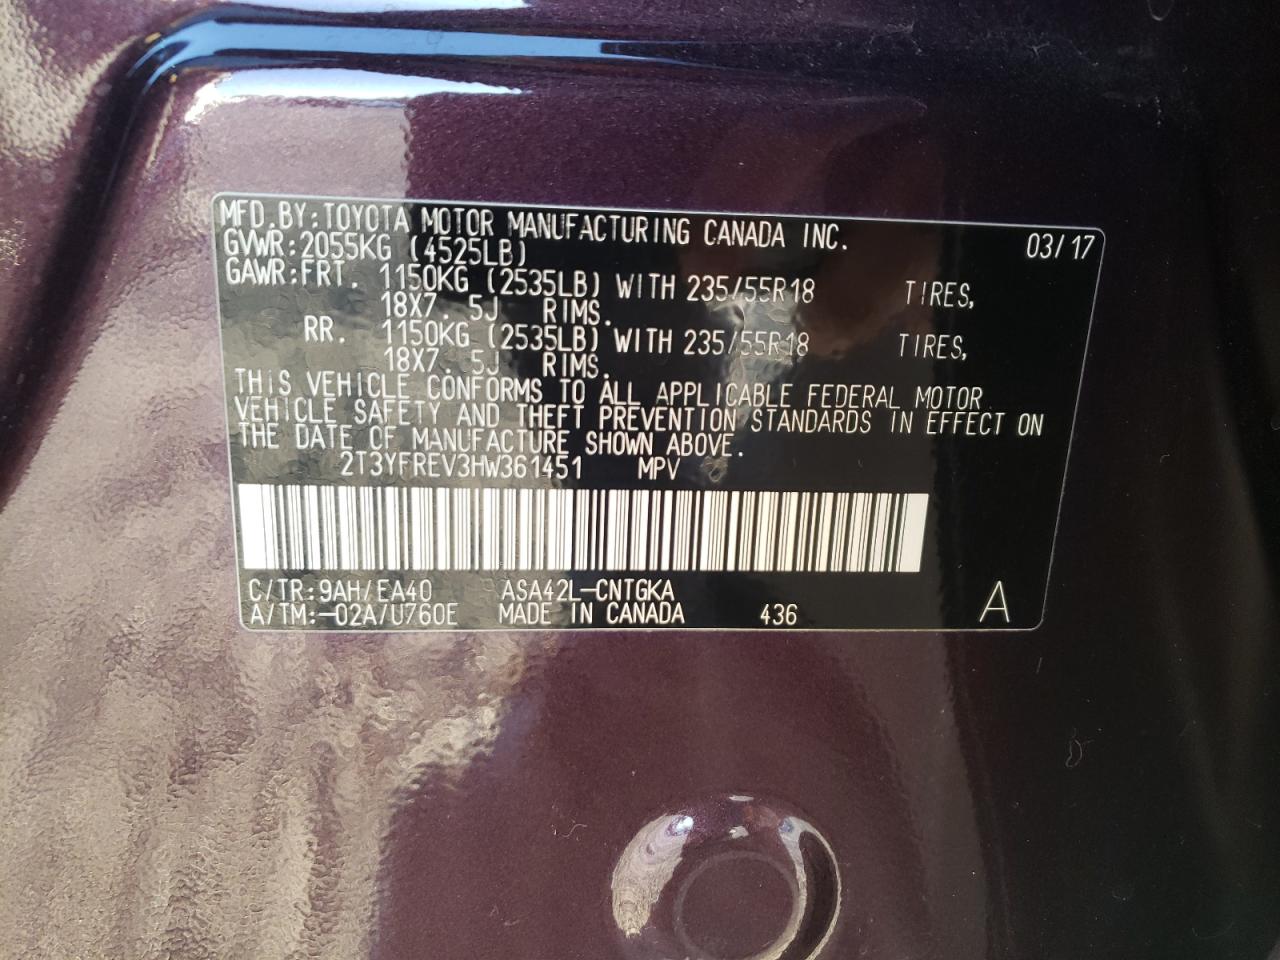 MFD.BY:TOYOTA MOTOR MANUFACTURING CANADA INC. 03/17
GVWR:2055KG (4525LB)
GAWR:FRT. 1150KG (2535LB) WITH 235/55R18 TIRES,
18X7.5J RIMS.
RR. 1150KG (2535LB) WITH 235/55R18 TIRES,
18X7.5J RIMS.
THIS VEHICLE CONFORMS TO ALL APPLICABLE FEDERAL MOTOR
VEHICLE SAFETY AND THEFT PREVENTION STANDARDS IN EFFECT ON
THE DATE OF MANUFACTURE SHOWN ABOVE.
2T3YFREV3HW361451 MPV
C/TR:9AH/EA40 ASA42L-CNTGKA
A/TM:-02A/U760E MADE IN CANADA 436 A